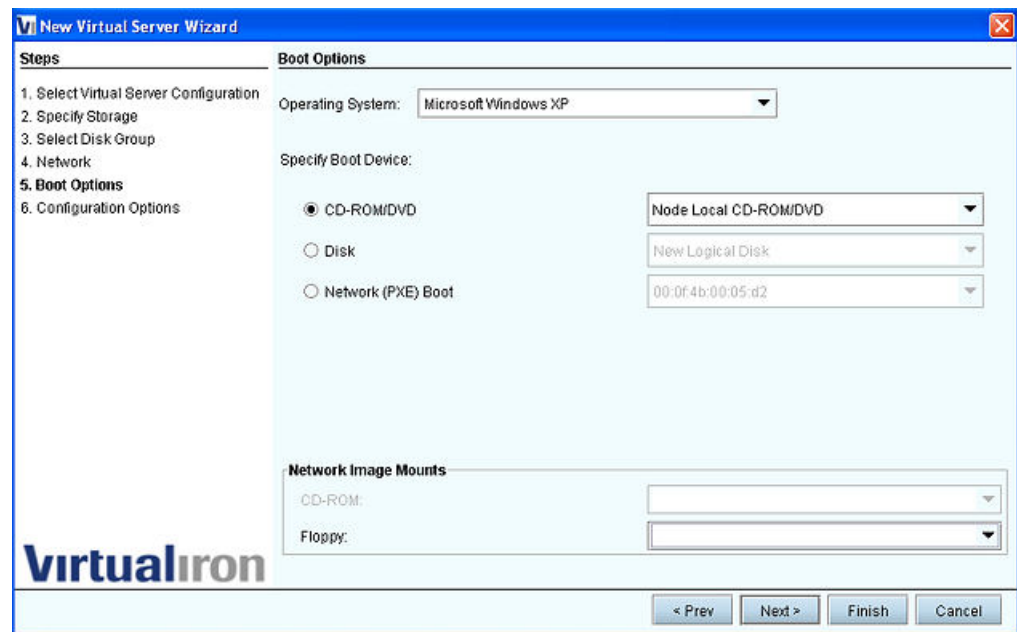 VI New Virtual Server Wizard
Steps
1. Select Virtual Server Configuration
2. Specify Storage
3. Select Disk Group
4. Network
5. Boot Options
6. Configuration Options
Boot Options
Operating System: Microsoft Windows XP
Specify Boot Device:
CD-ROM/DVD Node Local CD-ROM/DVD
Disk New Logical Disk
Network (PXE) Boot 00:0f:4b:00:05:d2
Network Image Mounts
CD-ROM:
Floppy:
Virtualiron
< Prev Next > Finish Cancel